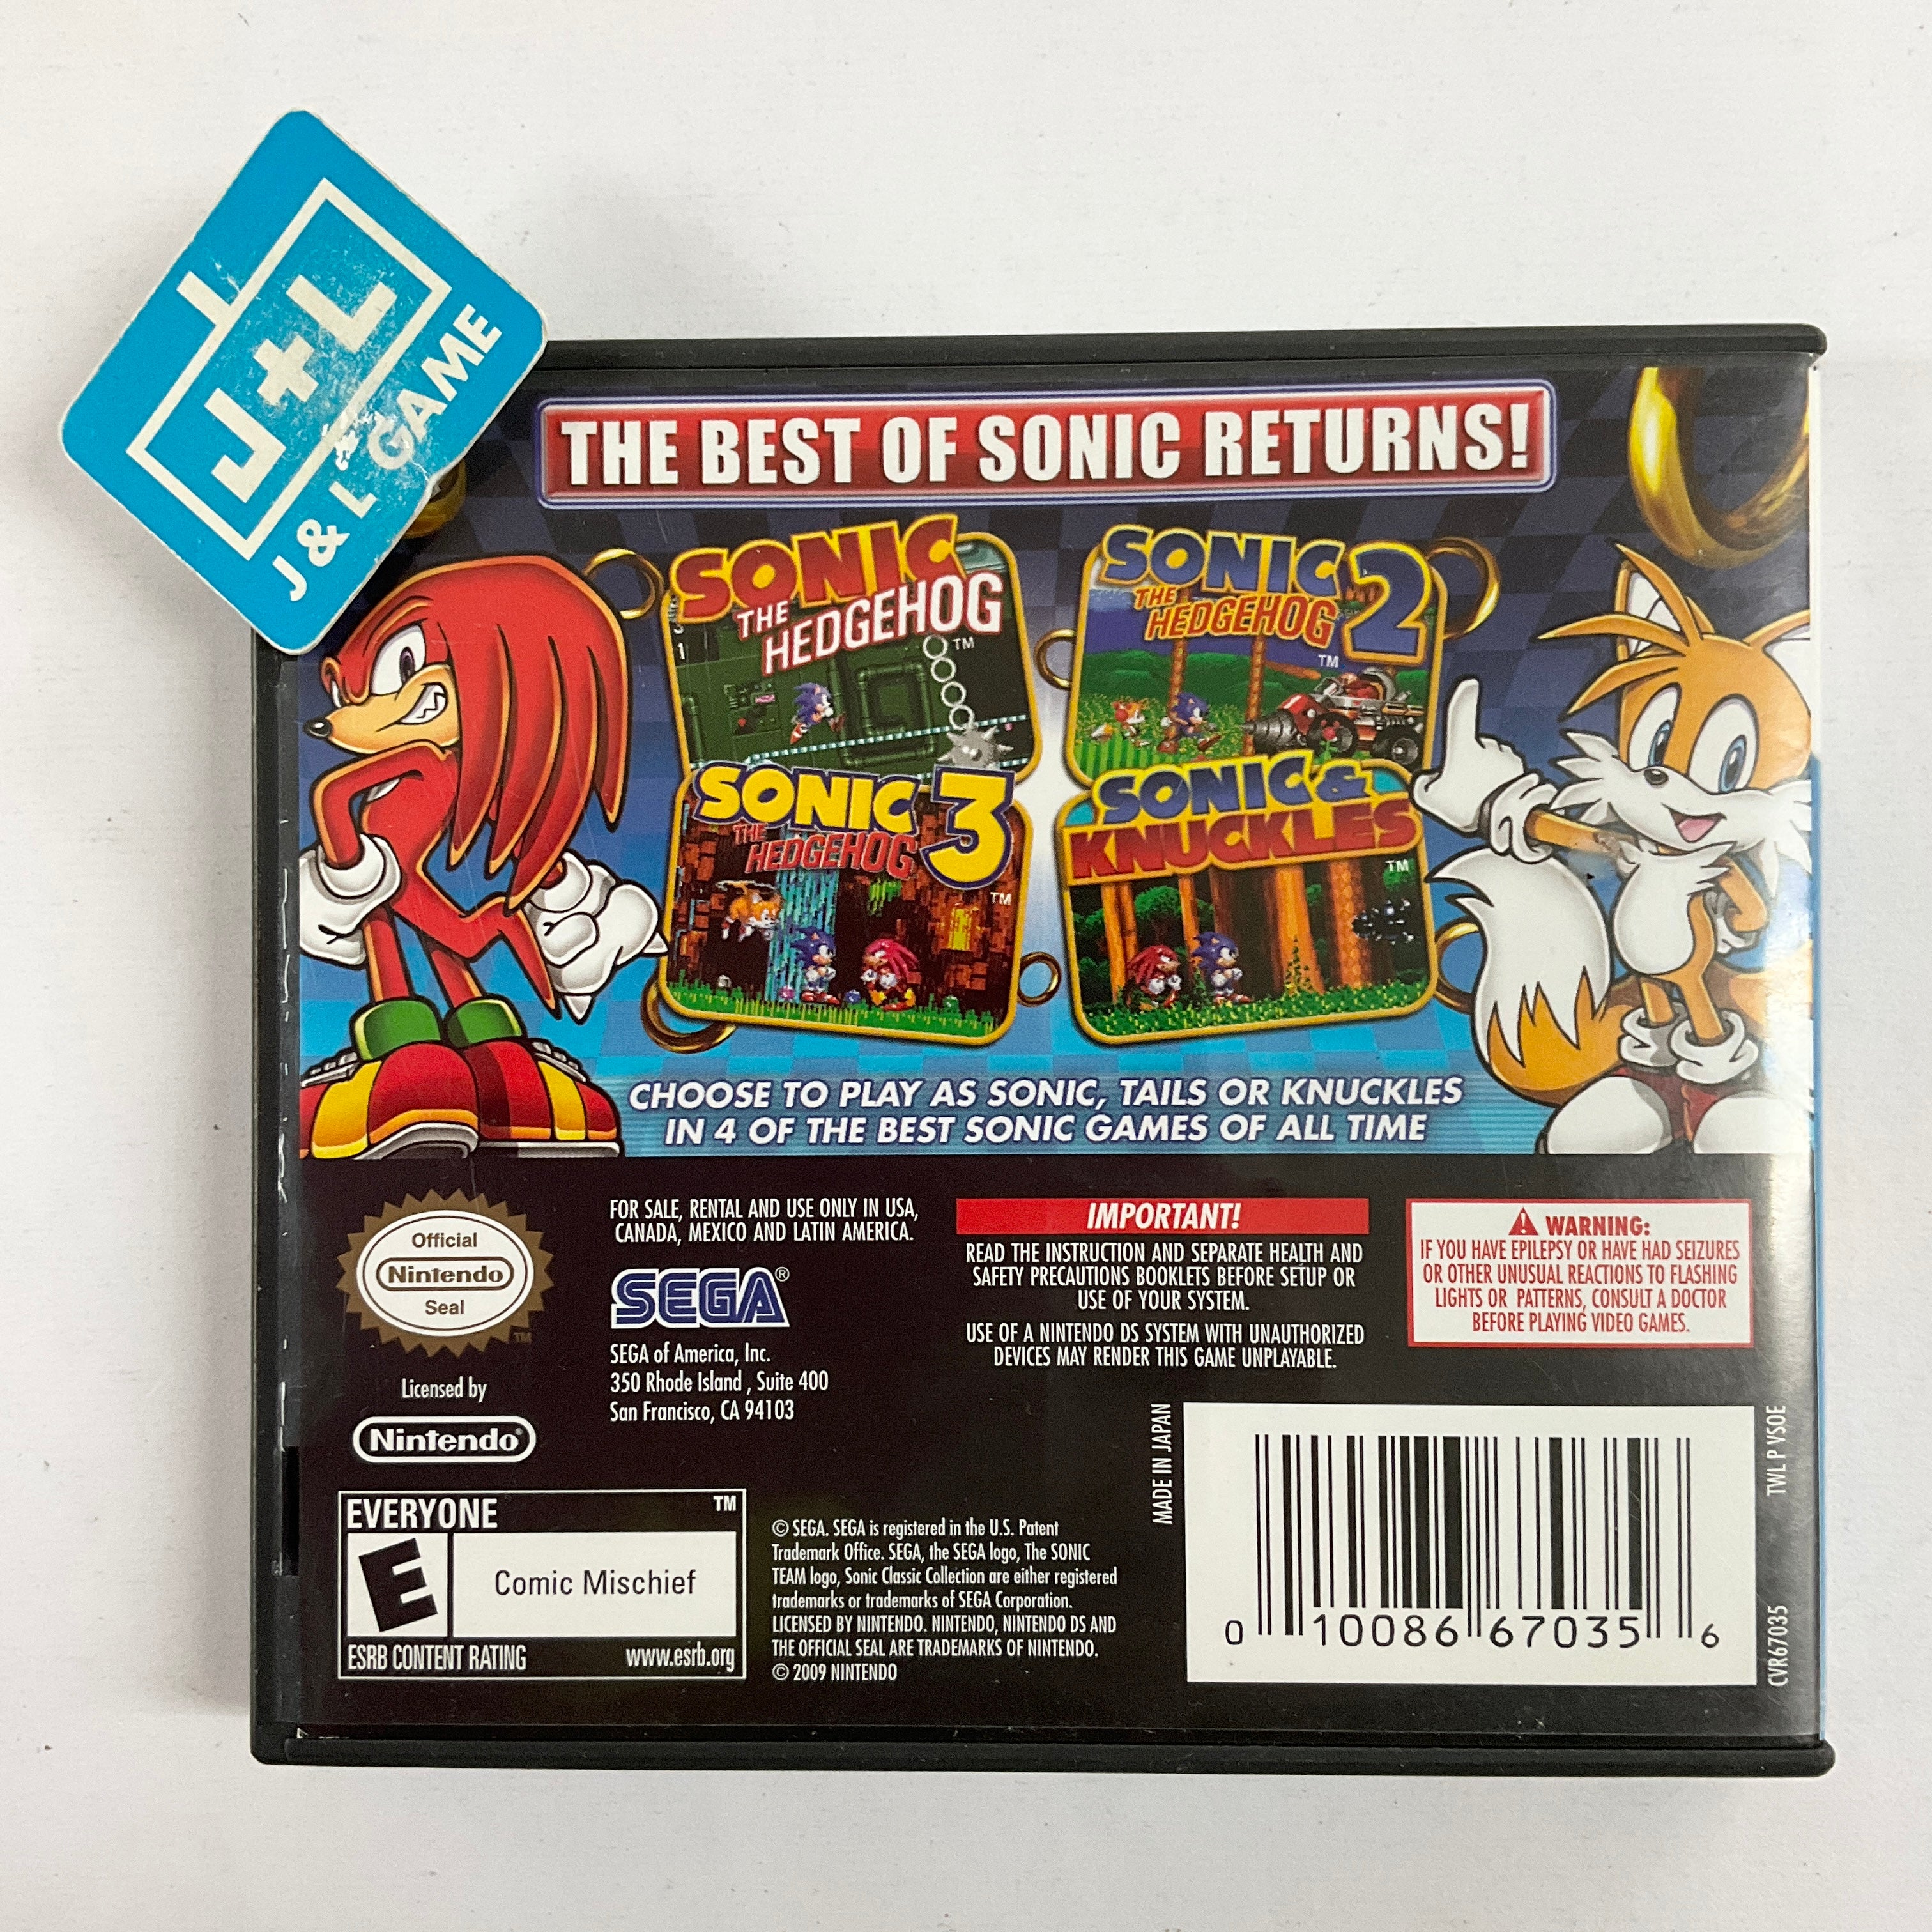 J+L
J & L GAME
THE BEST OF SONIC RETURNS!
SONIC
THE
HEDGEHOG
TM
SONIC
THE
HEDGEHOG 2
TM
SONIC
THE
HEDGEHOG 3
TM
SONIC &
KNUCKLES
TM
CHOOSE TO PLAY AS SONIC, TAILS OR KNUCKLES
IN 4 OF THE BEST SONIC GAMES OF ALL TIME
Official
Nintendo
Seal
TM
Licensed by
Nintendo®
FOR SALE, RENTAL AND USE ONLY IN USA,
CANADA, MEXICO AND LATIN AMERICA.
SEGA®
SEGA of America, Inc.
350 Rhode Island , Suite 400
San Francisco, CA 94103
IMPORTANT!
READ THE INSTRUCTION AND SEPARATE HEALTH AND
SAFETY PRECAUTIONS BOOKLETS BEFORE SETUP OR
USE OF YOUR SYSTEM.
USE OF A NINTENDO DS SYSTEM WITH UNAUTHORIZED
DEVICES MAY RENDER THIS GAME UNPLAYABLE.
WARNING:
IF YOU HAVE EPILEPSY OR HAVE HAD SEIZURES
OR OTHER UNUSUAL REACTIONS TO FLASHING
LIGHTS OR PATTERNS, CONSULT A DOCTOR
BEFORE PLAYING VIDEO GAMES.
EVERYONE TM
E
Comic Mischief
ESRB CONTENT RATING www.esrb.org
© SEGA. SEGA is registered in the U.S. Patent
Trademark Office. SEGA, the SEGA logo, The SONIC
TEAM logo, Sonic Classic Collection are either registered
trademarks or trademarks of SEGA Corporation.
LICENSED BY NINTENDO. NINTENDO, NINTENDO DS AND
THE OFFICIAL SEAL ARE TRADEMARKS OF NINTENDO.
© 2009 NINTENDO
MADE IN JAPAN
0 10086 67035 6
TWL P VSOE
CVR67035